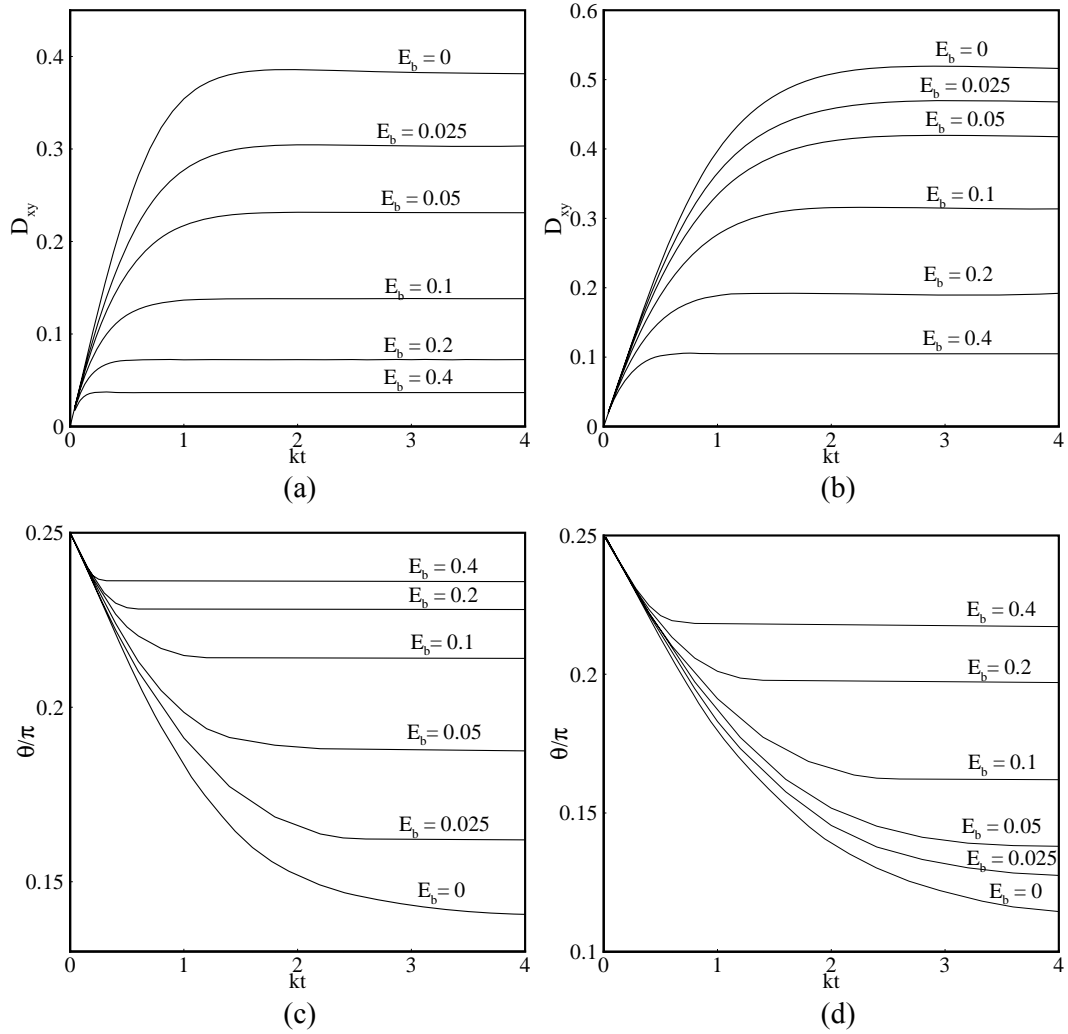 0.4
0.3
0.2
0.1
0
D_xy
E_b = 0
E_b = 0.025
E_b = 0.05
E_b = 0.1
E_b = 0.2
E_b = 0.4
0 1 2 3 4
kt
(a)
0.6
0.5
0.4
0.3
0.2
0.1
0
D_xy
E_b = 0
E_b = 0.025
E_b = 0.05
E_b = 0.1
E_b = 0.2
E_b = 0.4
0 1 2 3 4
kt
(b)
0.25
0.2
0.15
θ/π
E_b = 0.4
E_b = 0.2
E_b = 0.1
E_b = 0.05
E_b = 0.025
E_b = 0
0 1 2 3 4
kt
(c)
0.25
0.2
0.15
0.1
θ/π
E_b = 0.4
E_b = 0.2
E_b = 0.1
E_b = 0.05
E_b = 0.025
E_b = 0
0 1 2 3 4
kt
(d)